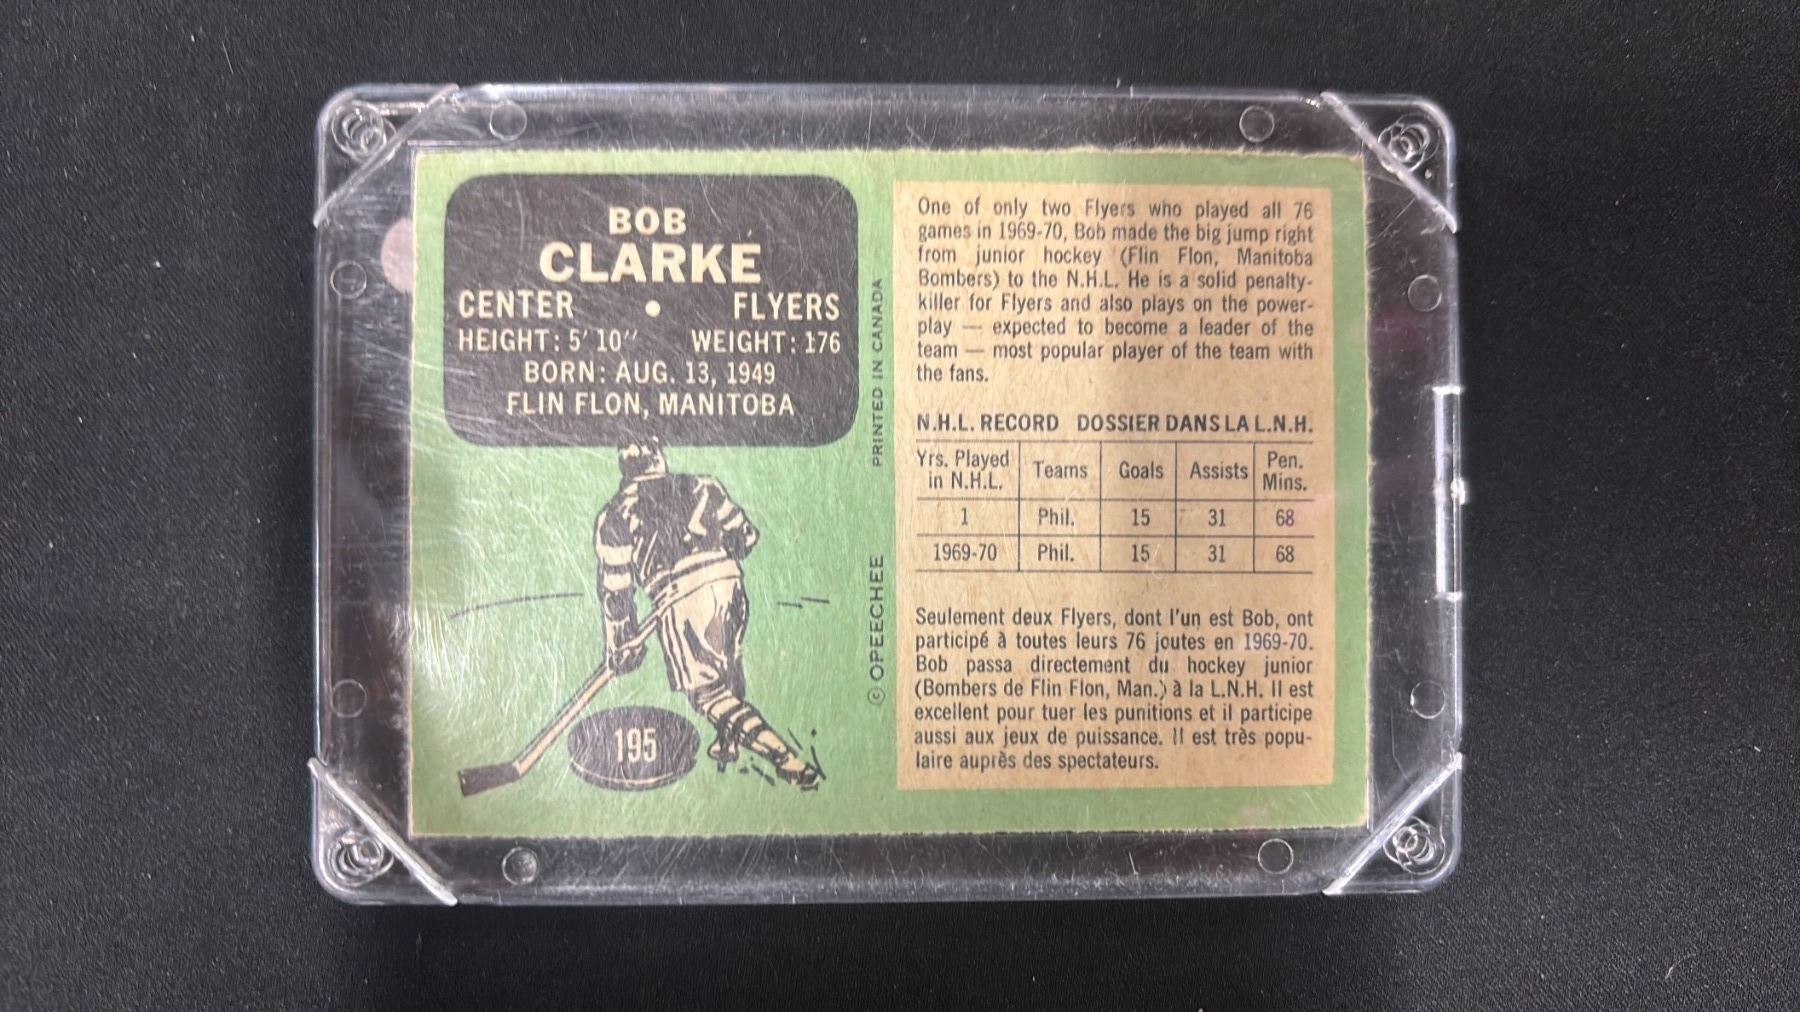 BOB
CLARKE
CENTER • FLYERS
HEIGHT: 5' 10" WEIGHT: 176
BORN: AUG. 13, 1949
FLIN FLON, MANITOBA
195
© OPEECHEE PRINTED IN CANADA
One of only two Flyers who played all 76
games in 1969-70, Bob made the big jump right
from junior hockey (Flin Flon, Manitoba
Bombers) to the N.H.L. He is a solid penalty-
killer for Flyers and also plays on the power-
play — expected to become a leader of the
team — most popular player of the team with
the fans.
N.H.L. RECORD DOSSIER DANS LA L.N.H.
Yrs. Played in N.H.L. Teams Goals Assists Pen. Mins.
1 Phil. 15 31 68
1969-70 Phil. 15 31 68
Seulement deux Flyers, dont l'un est Bob, ont
participé à toutes leurs 76 joutes en 1969-70.
Bob passa directement du hockey junior
(Bombers de Flin Flon, Man.) à la L.N.H. Il est
excellent pour tuer les punitions et il participe
aussi aux jeux de puissance. Il est très popu-
laire auprès des spectateurs.